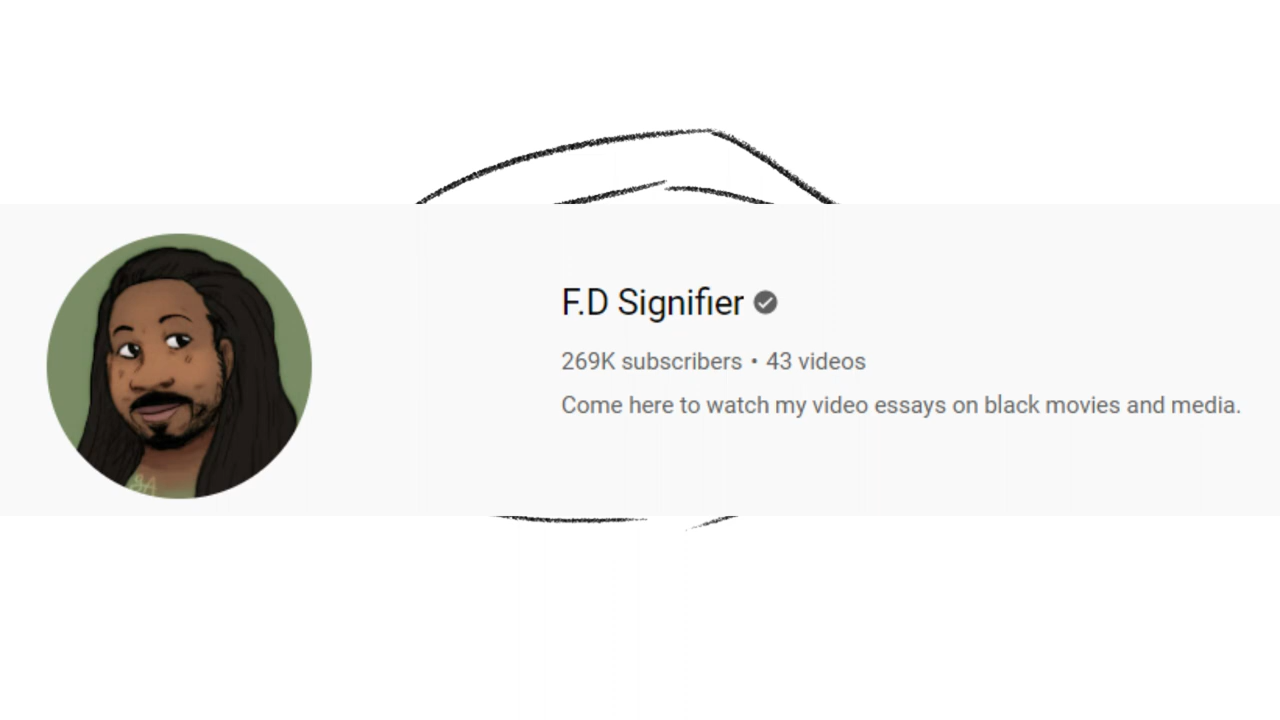 F.D Signifier
269K subscribers • 43 videos
Come here to watch my video essays on black movies and media.